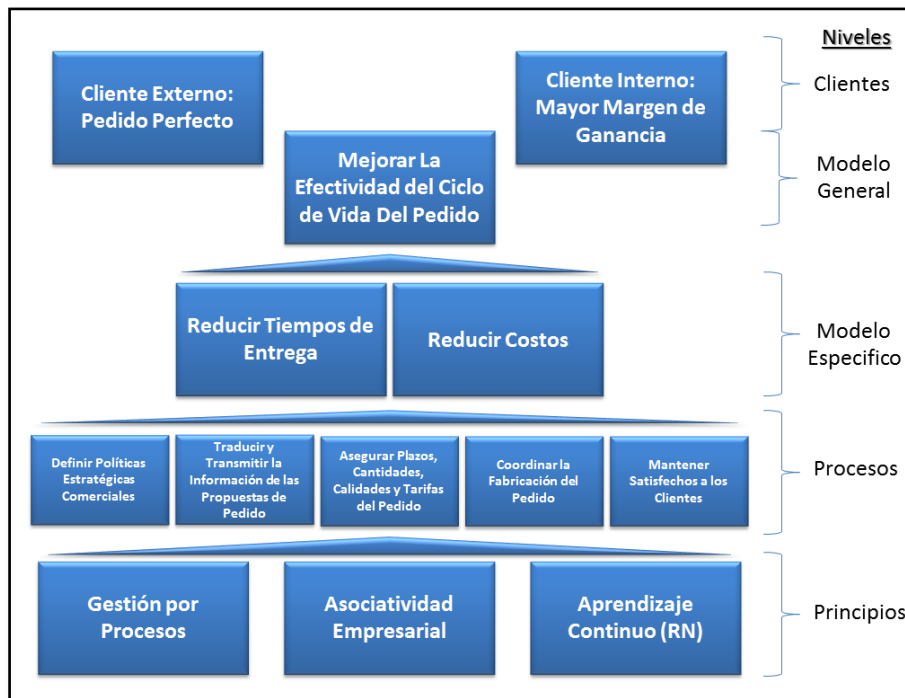 Niveles
Cliente Externo:
Pedido Perfecto
Cliente Interno:
Mayor Margen de
Ganancia
Clientes
Mejorar La
Efectividad del Ciclo
de Vida Del Pedido
Modelo
General
Reducir Tiempos de
Entrega
Reducir Costos
Modelo
Especifico
Definir Políticas
Estratégicas
Comerciales
Traducir y
Transmitir la
Información de las
Propuestas de
Pedido
Asegurar Plazos,
Cantidades,
Calidades y Tarifas
del Pedido
Coordinar la
Fabricación del
Pedido
Mantener
Satisfechos a los
Clientes
Procesos
Gestión por
Procesos
Asociatividad
Empresarial
Aprendizaje
Continuo (RN)
Principios